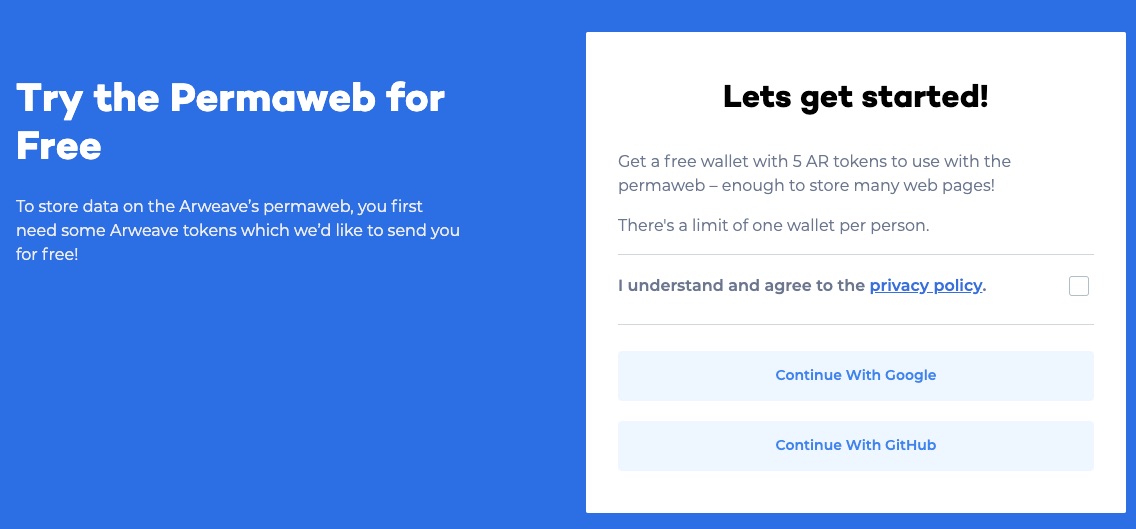 Try the Permaweb for
Free
To store data on the Arweave’s permaweb, you first
need some Arweave tokens which we’d like to send you
for free!
Lets get started!
Get a free wallet with 5 AR tokens to use with the
permaweb – enough to store many web pages!
There's a limit of one wallet per person.
I understand and agree to the privacy policy.
Continue With Google
Continue With GitHub